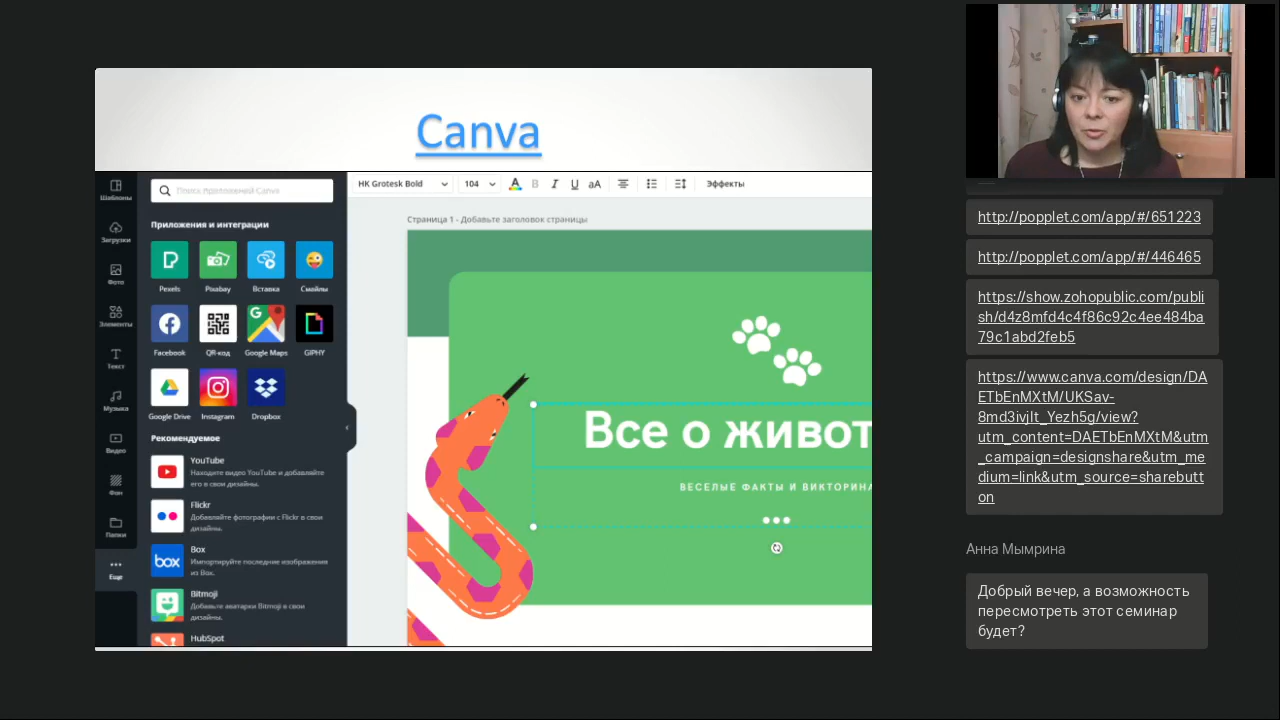 Canva
Шаблоны
Загрузки
Фото
Элементы
Текст
Музыка
Видео
Фон
Папки
Еще
Поиск приложений Canva
Приложения и интеграции
Pexels
Pixabay
Вставка
Смайлы
Facebook
QR-код
Google Maps
GIPHY
Google Drive
Instagram
Dropbox
Рекомендуемое
YouTube
Находите видео YouTube и добавляйте
его в свои дизайны.
Flickr
Добавляйте фотографии с Flickr в свои
дизайны.
box
Box
Импортируйте последние изображения
из Box.
Bitmoji
Добавьте аватарки Bitmoji в свои
дизайны.
HubSpot
HK Grotesk Bold 104 A B I U aA Эффекты
Страница 1 - Добавьте заголовок страницы
Все о живот
ВЕСЕЛЫЕ ФАКТЫ И ВИКТОРИНА
http://popplet.com/app/#/651223
http://popplet.com/app/#/446465
https://show.zohopublic.com/publi
sh/d4z8mfd4c4f86c92c4ee484ba
79c1abd2feb5
https://www.canva.com/design/DA
ETbEnMXtM/UKSav-
8md3ivjIt_Yezh5g/view?
utm_content=DAETbEnMXtM&utm
_campaign=designshare&utm_me
dium=link&utm_source=sharebutt
on
Анна Мымрина
Добрый вечер, а возможность
пересмотреть этот семинар
будет?